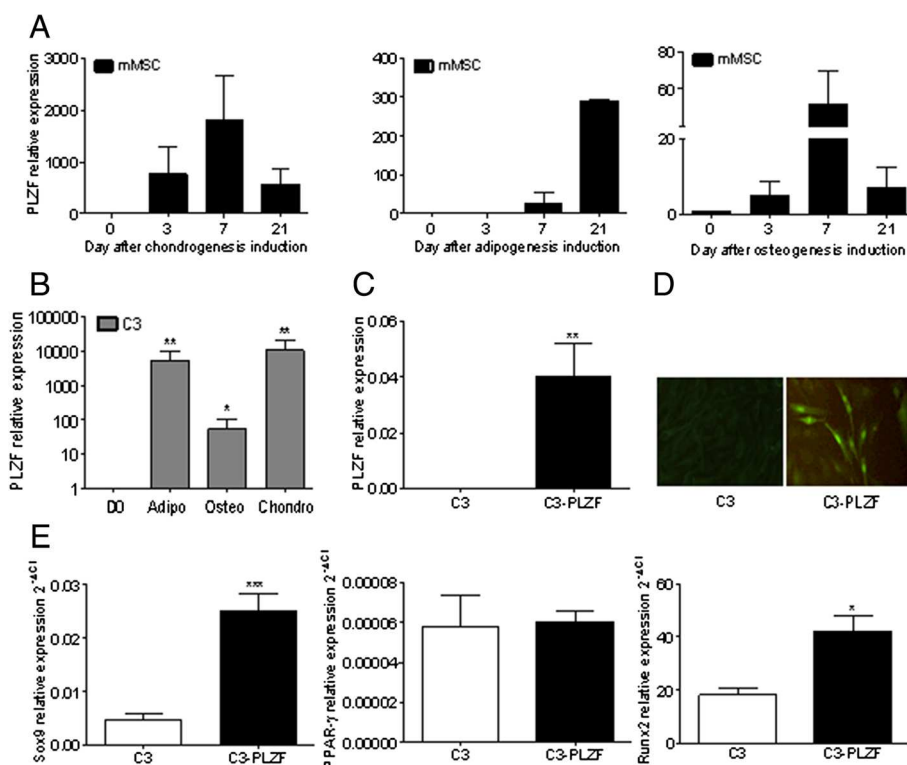 A
PLZF relative expression
3000
2000
1000
0
mMSC
0 3 7 21
Day after chondrogenesis induction
400
300
200
100
0
mMSC
0 3 7 21
Day after adipogenesis induction
80
60
20
10
0
mMSC
0 3 7 21
Day after osteogenesis induction
B
PLZF relative expression
100000
10000
1000
100
10
1
C3
**
*
**
D0 Adipo Osteo Chondro
C
PLZF relative expression
0.06
0.04
0.02
0.00
**
C3 C3-PLZF
D
C3 C3-PLZF
E
Sox9 relative expression 2
0.03
0.02
0.01
0.00
***
C3 C3-PLZF
PPAR-γ relative expression 2
0.00008
0.00006
0.00004
0.00002
0.00000
C3 C3-PLZF
Runx2 relative expression 2
60
40
20
0
*
C3 C3-PLZF